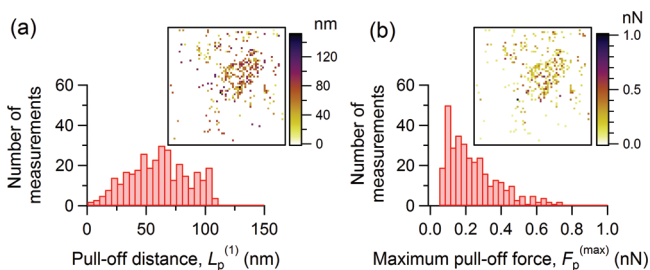 (a)
nm
120
80
40
0
Number of
measurements
60
40
20
0
0
50
100
150
Pull-off distance, Lp(1) (nm)
(b)
nN
1.0
0.5
0.0
Number of
measurements
60
40
20
0
0.0
0.2
0.4
0.6
0.8
1.0
Maximum pull-off force, Fp(max) (nN)